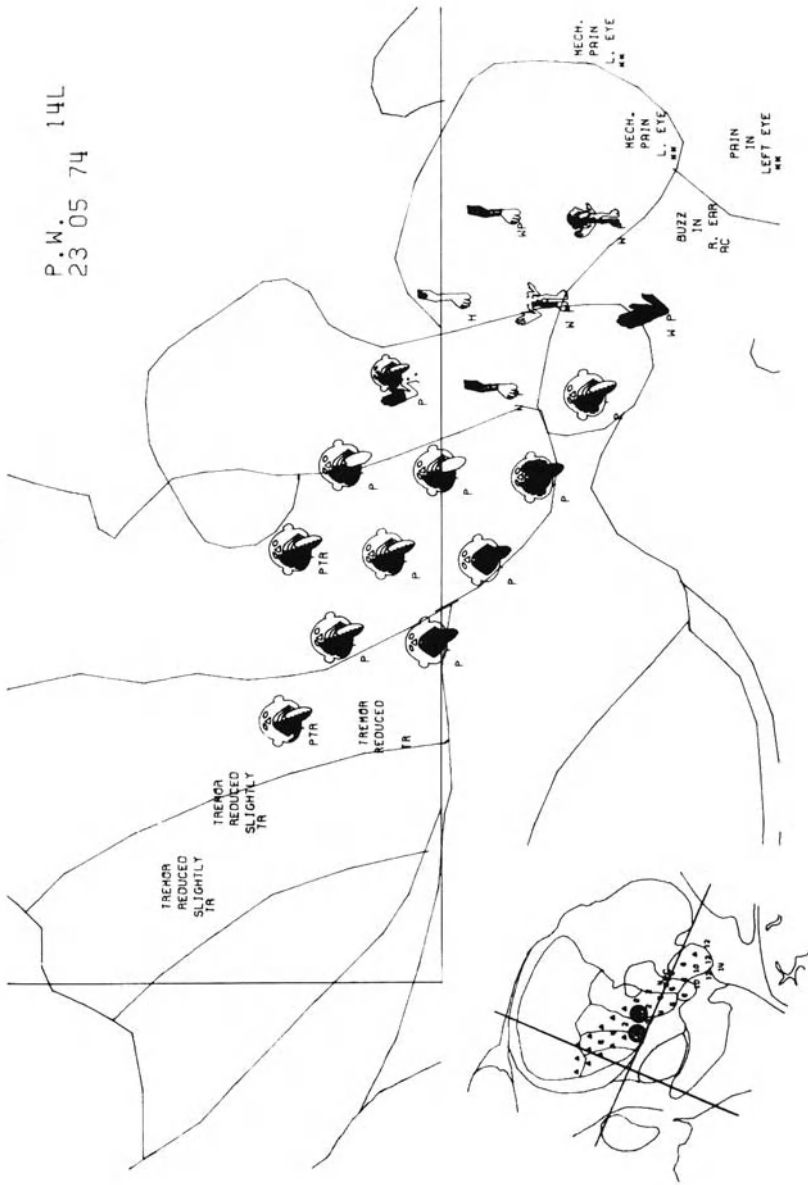 P.W. 14L
23 05 74
MECH.
PAIN
L. EYE
**
MECH.
PAIN
L. EYE
**
PAIN
IN
LEFT EYE
**
BUZZ
IN
R. EAR
AC
WP
H
H
W P
W P
P
W
P
P
P
PTR
P
P
P
P
PTR
TREMOR
REDUCED
TR
TREMOR
REDUCED
SLIGHTLY
TR
TREMOR
REDUCED
SLIGHTLY
TR